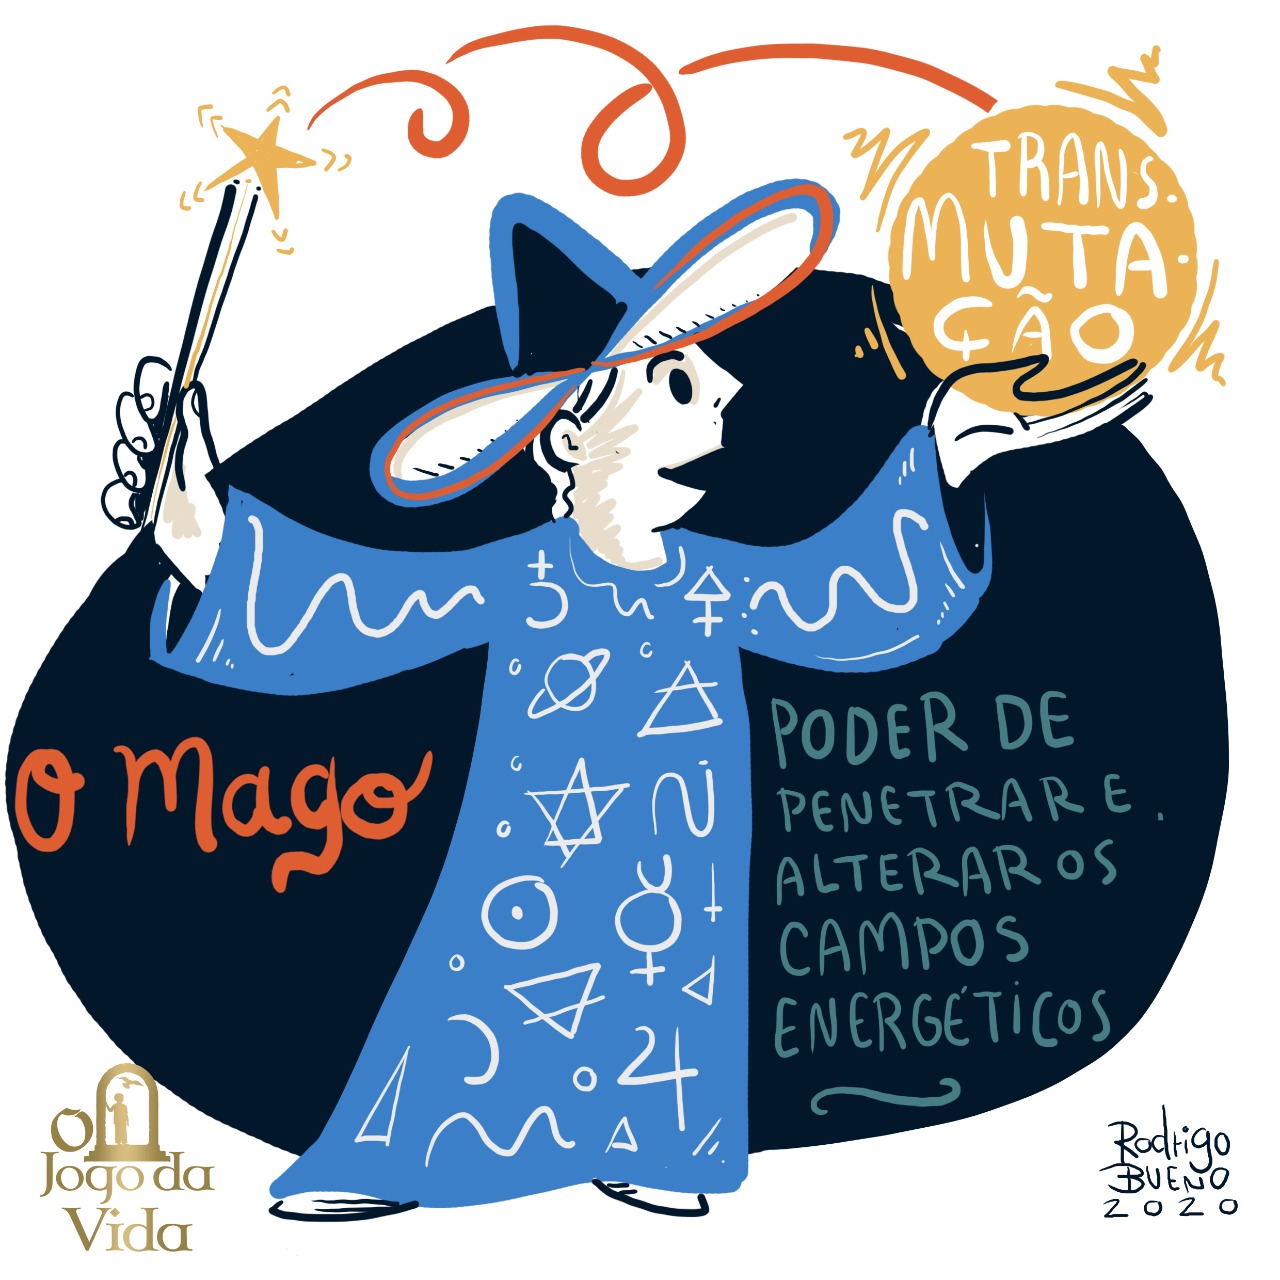 TRANS.
MUTA.
ÇÃO
O Mago
PODER DE
PENETRAR E
ALTERAR OS
CAMPOS
ENERGÉTICOS
O
Jogo da
Vida
Rodrigo
BUENO
2020